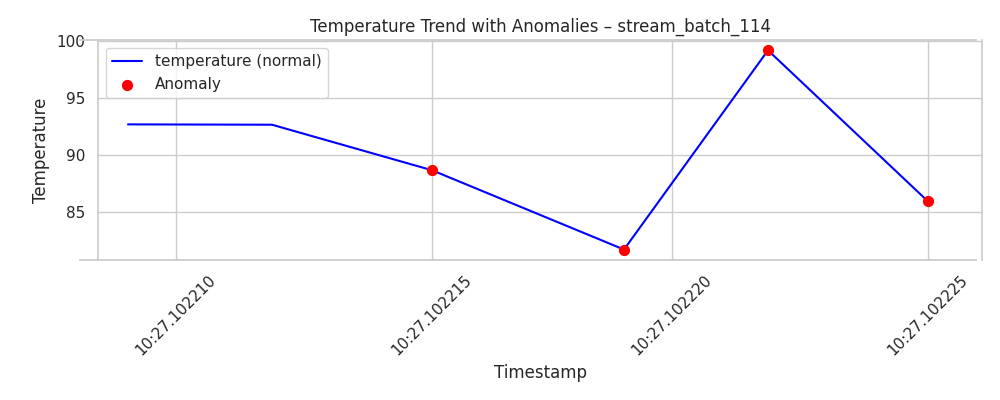 Temperature Trend with Anomalies – stream_batch_114
temperature (normal)
Anomaly
Temperature
100
95
90
85
10:27.102210
10:27.102215
10:27.102220
10:27.102225
Timestamp